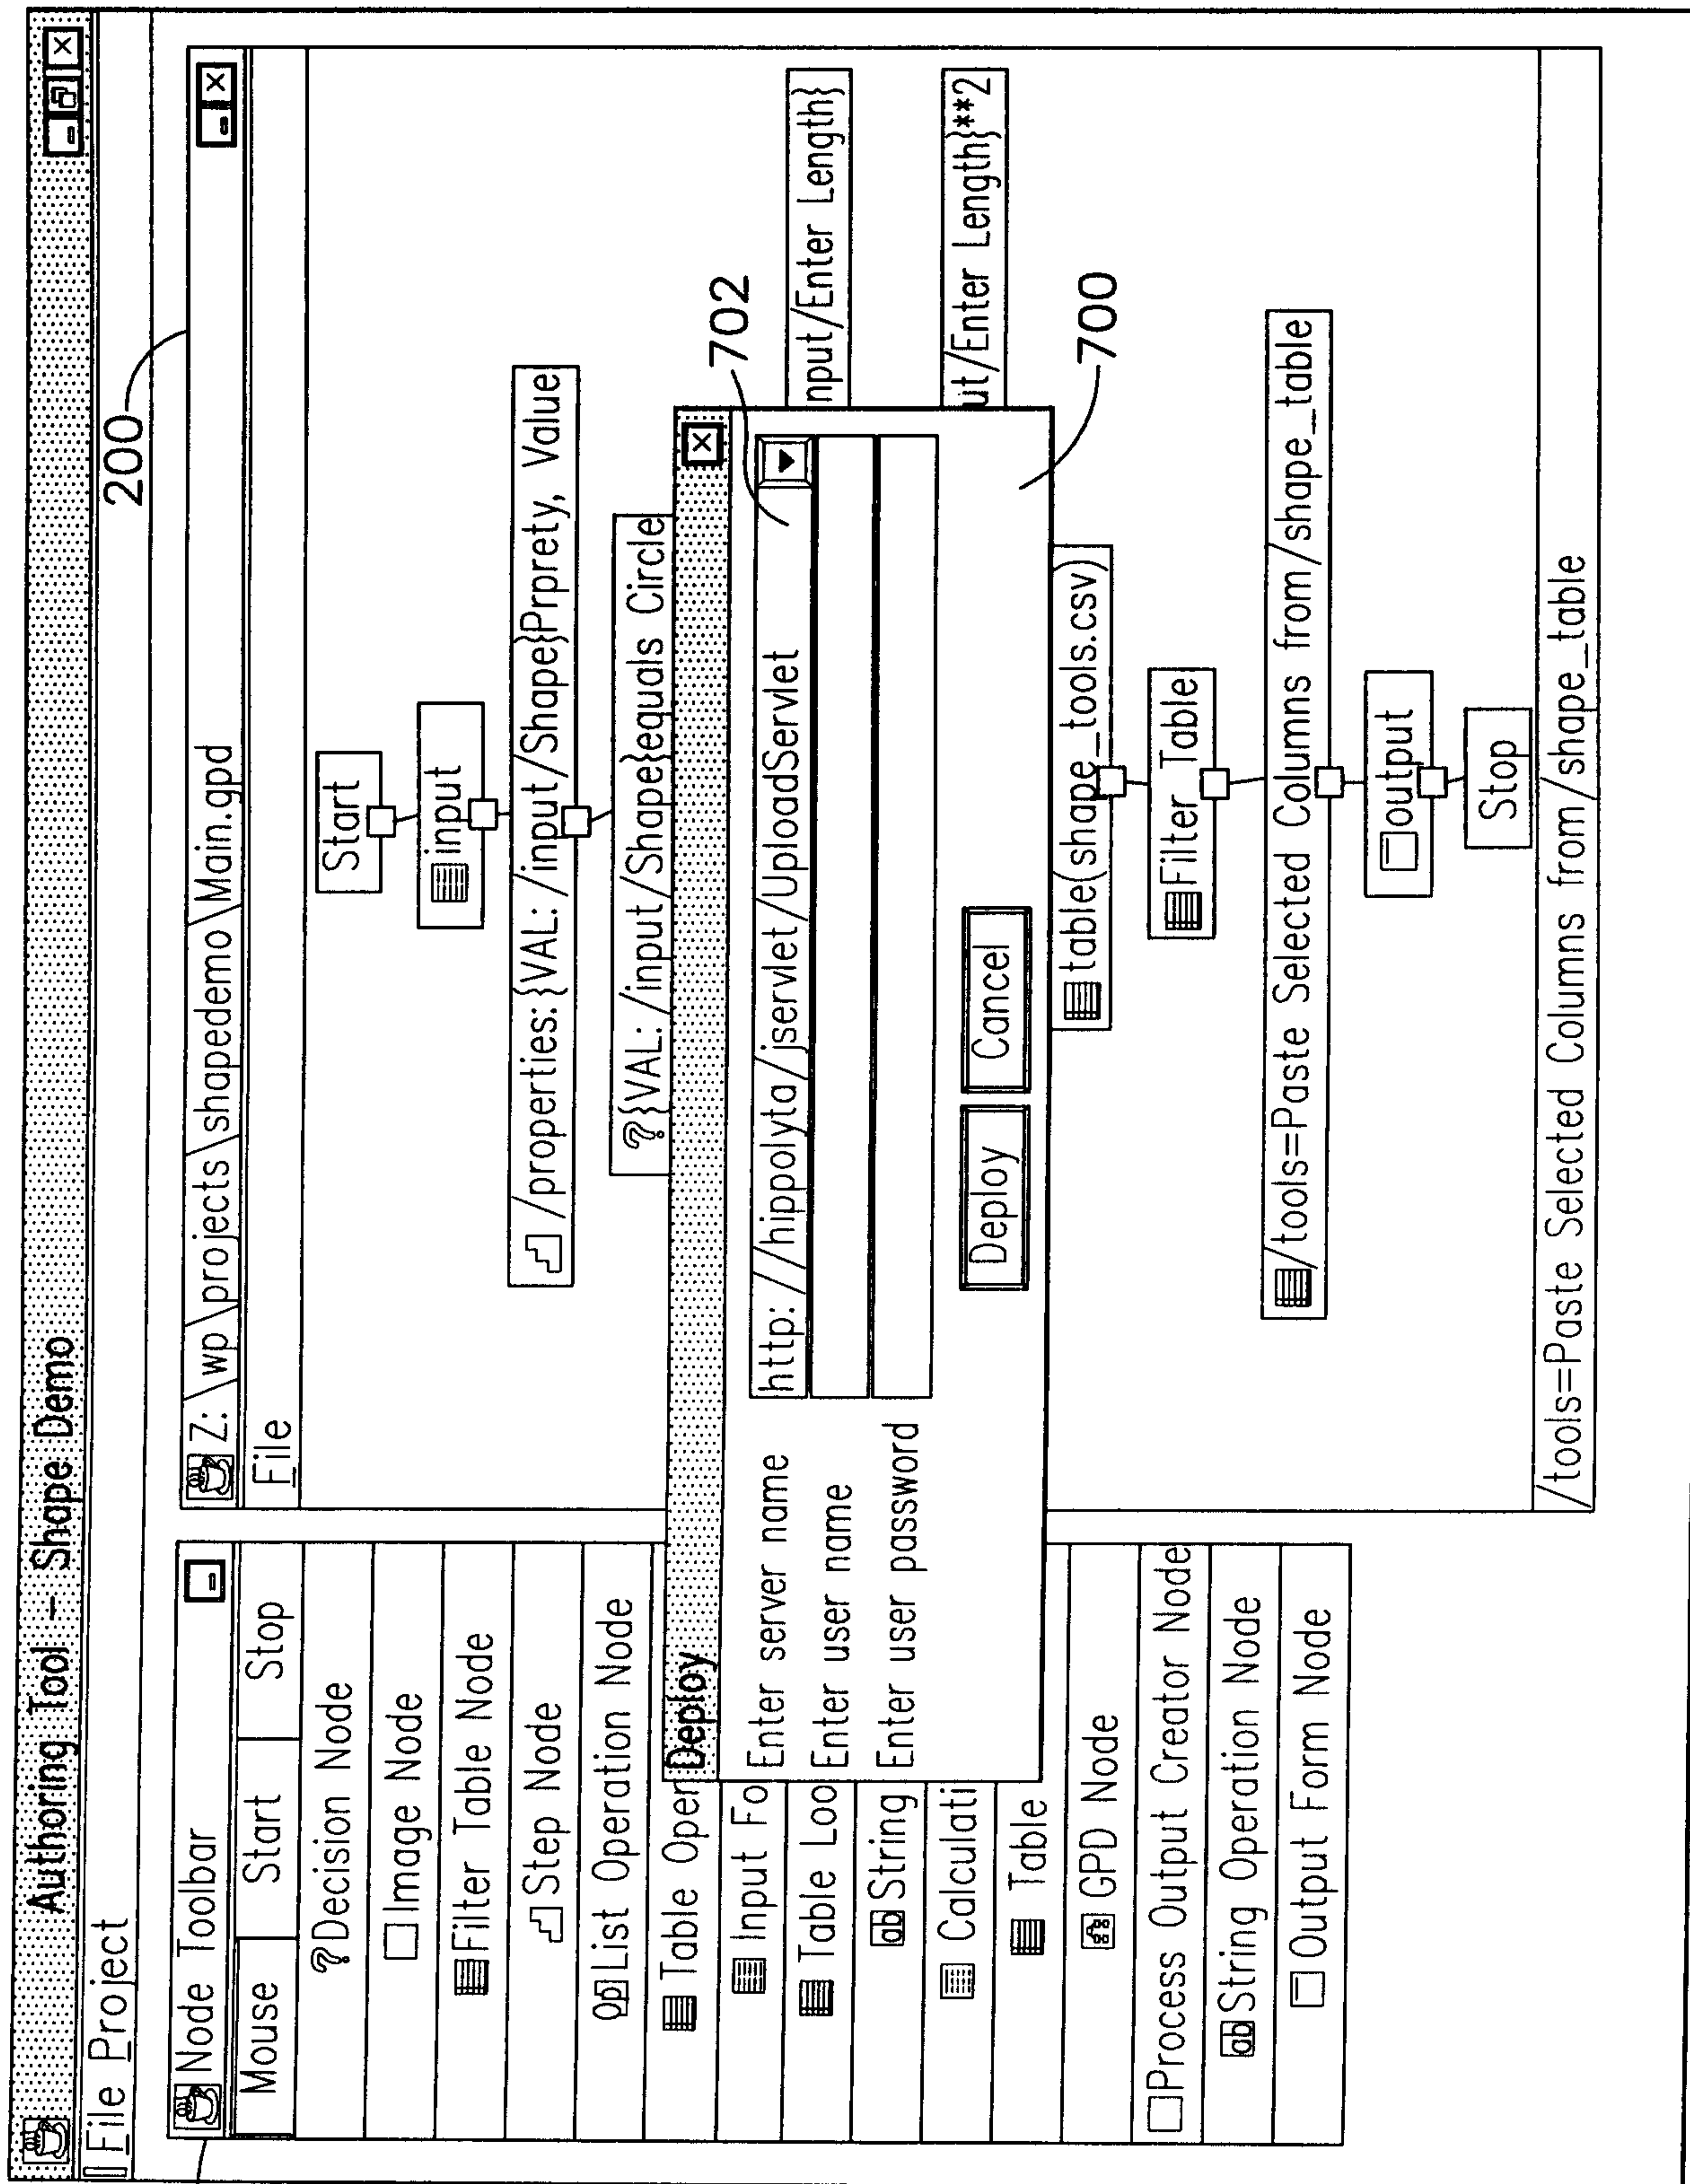 Authoring Tool – Shape Demo
File Project
200
Node Toolbar
Mouse Start Stop
?Decision Node
Image Node
Filter Table Node
Step Node
Op List Operation Node
Table Oper
Input Fo
Table Loo
ab String
Calculati
Table
GPD Node
Process Output Creator Node
ab String Operation Node
Output Form Node
Z:\wp\projects\shapedemo\Main.gpd
File
Start
input
/properties:{VAL:/input/Shape}Prprety, Value
?{VAL:/input/Shape}equals Circle
702
Deploy
Enter server name http: ///hippolyta/jservlet/UploadServlet
Enter user name
Enter user password
Deploy Cancel
nput/Enter Length}
ut/Enter Length}**2
700
table(shape_tools.csv)
Filter Table
/tools=Paste Selected Columns from/shape_table
output
Stop
/tools=Paste Selected Columns from/shape_table